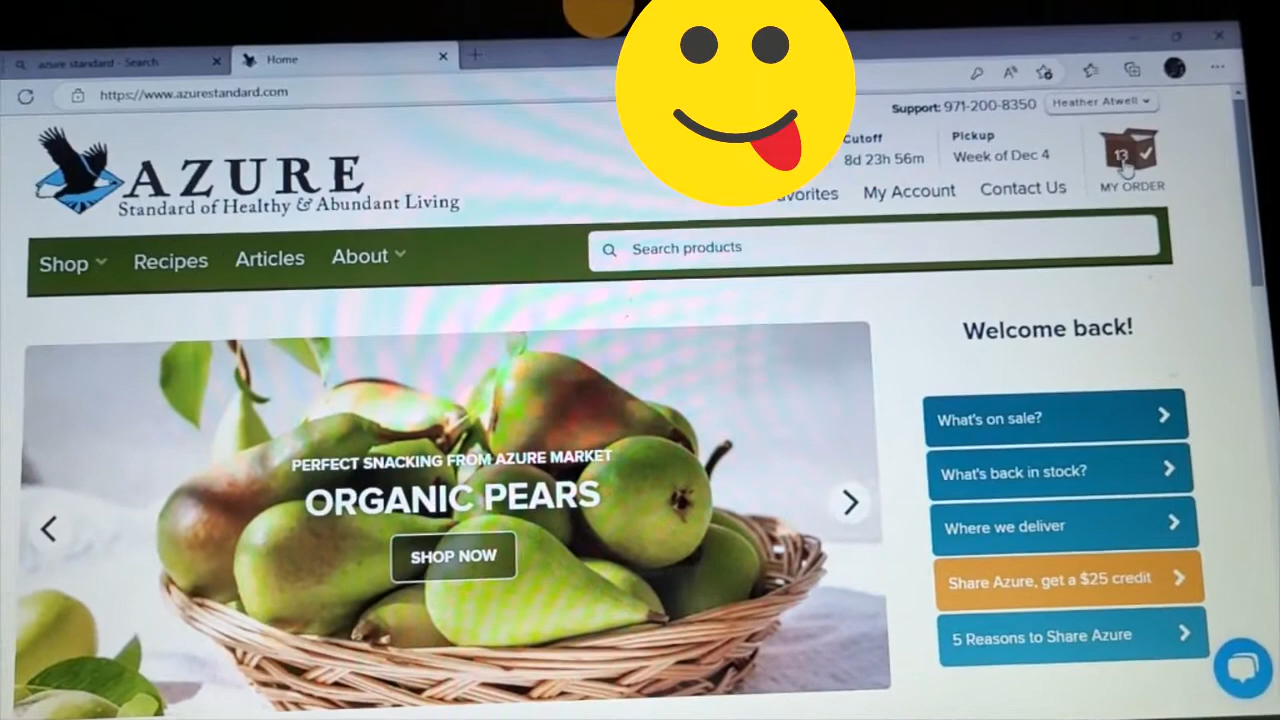 azure standard - Search
Home
https://www.azurestandard.com
Support: 971-200-8350
Heather Atwell
Cutoff
8d 23h 56m
Pickup
Week of Dec 4
13
MY ORDER
My Account
Contact Us
AZURE
Standard of Healthy & Abundant Living
Shop
Recipes
Articles
About
Search products
PERFECT SNACKING FROM AZURE MARKET
ORGANIC PEARS
SHOP NOW
Welcome back!
What's on sale?
What's back in stock?
Where we deliver
Share Azure, get a $25 credit
5 Reasons to Share Azure